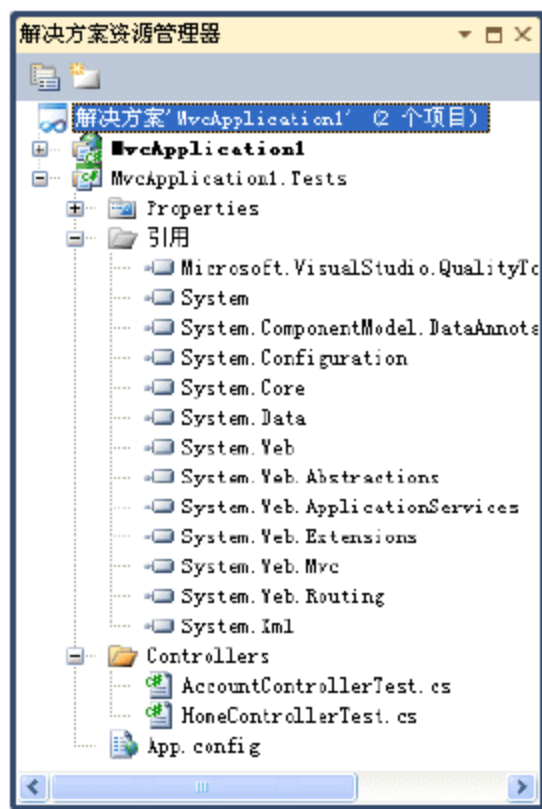 解决方案资源管理器
解决方案'MvcApplication1' (2 个项目)
MvcApplication1
MvcApplication1.Tests
Properties
引用
Microsoft.VisualStudio.QualityTo
System
System.ComponentModel.DataAnnota
System.Configuration
System.Core
System.Data
System.Web
System.Web.Abstractions
System.Web.ApplicationServices
System.Web.Extensions
System.Web.Mvc
System.Web.Routing
System.Xml
Controllers
AccountControllerTest.cs
HomeControllerTest.cs
App.config